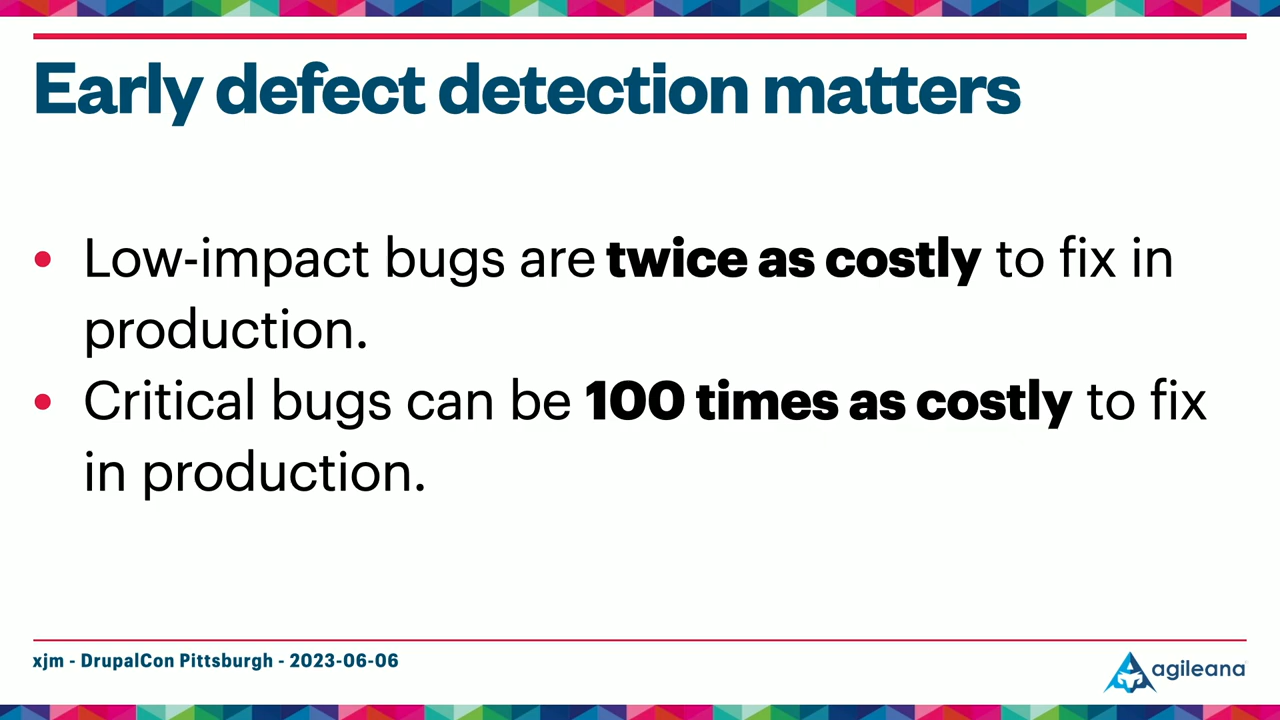 Early defect detection matters
• Low-impact bugs are twice as costly to fix in
production.
• Critical bugs can be 100 times as costly to fix
in production.
xjm - DrupalCon Pittsburgh - 2023-06-06
agileana